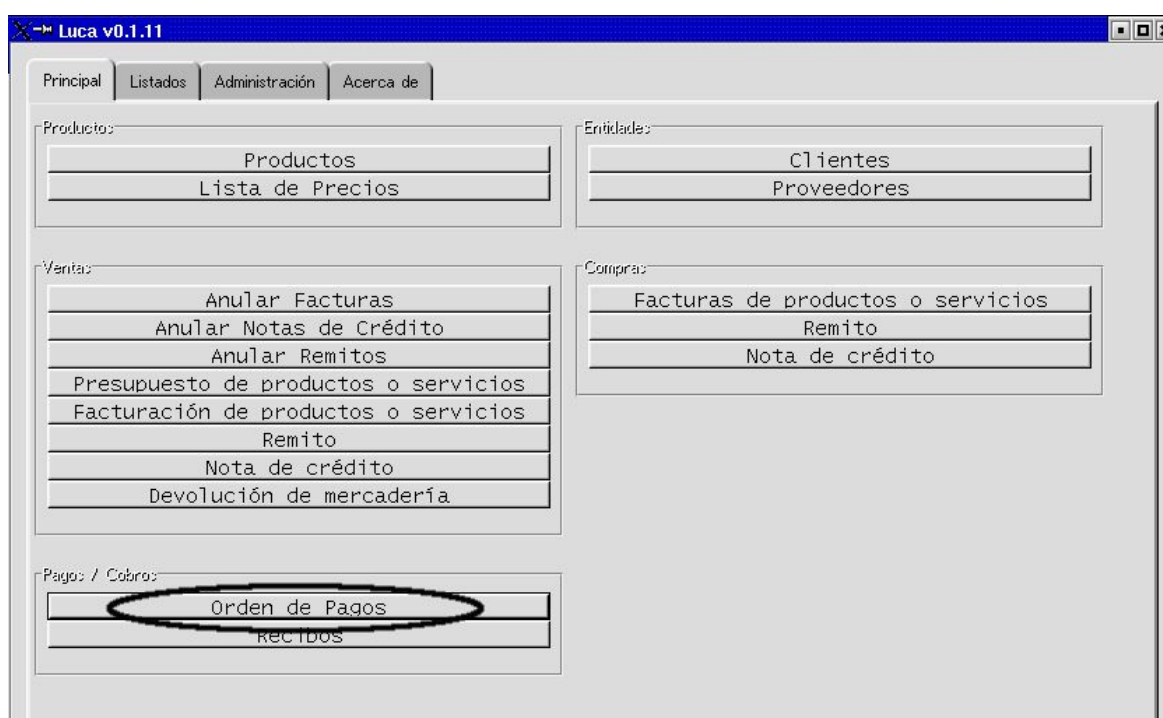 Luca v0.1.11
Principal Listados Administración Acerca de
Productos
Productos
Lista de Precios
Entidades
Clientes
Proveedores
Ventas
Anular Facturas
Anular Notas de Crédito
Anular Remitos
Presupuesto de productos o servicios
Facturación de productos o servicios
Remito
Nota de crédito
Devolución de mercadería
Compras
Facturas de productos o servicios
Remito
Nota de crédito
Pagos / Cobros
Orden de Pagos
Recibos